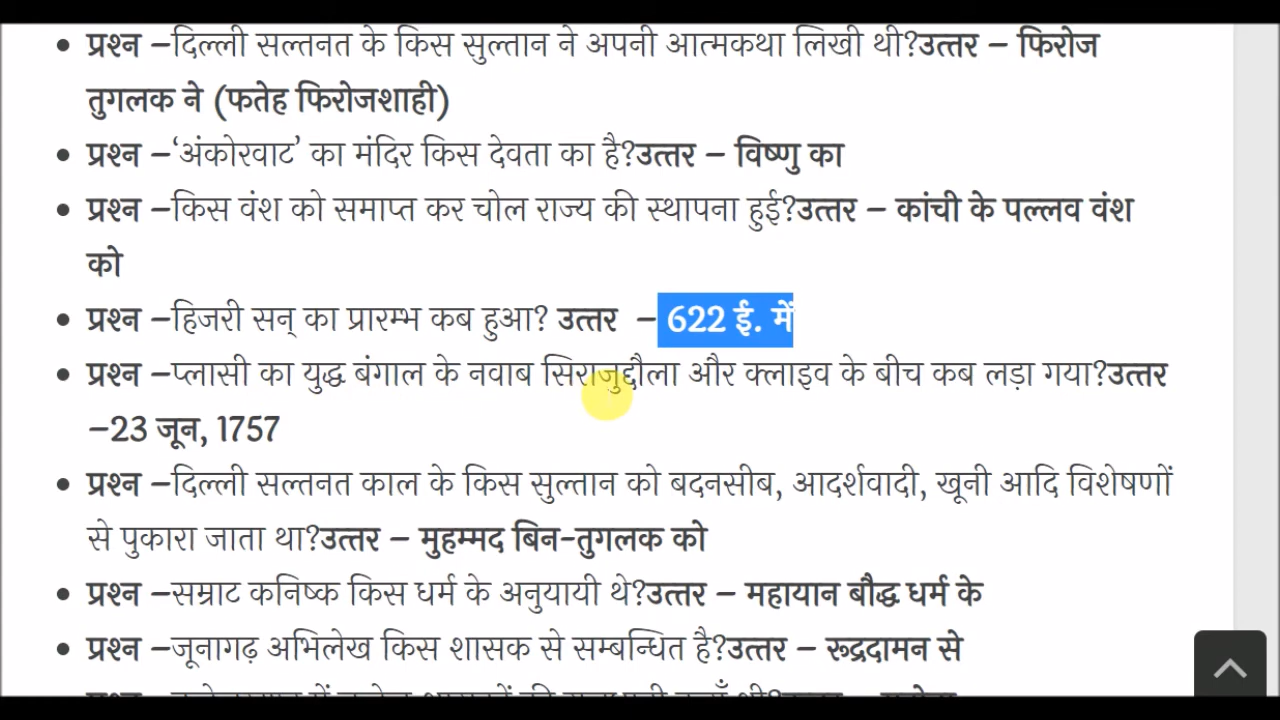 • प्रश्न –दिल्ली सल्तनत के किस सुल्तान ने अपनी आत्मकथा लिखी थी?उत्तर – फिरोज
तुगलक ने (फतेह फिरोजशाही)
• प्रश्न –‘अंकोरवाट’ का मंदिर किस देवता का है?उत्तर – विष्णु का
• प्रश्न –किस वंश को समाप्त कर चोल राज्य की स्थापना हुई?उत्तर – कांची के पल्लव वंश
को
• प्रश्न –हिजरी सन् का प्रारम्भ कब हुआ? उत्तर – 622 ई. में
• प्रश्न –प्लासी का युद्ध बंगाल के नवाब सिराजुद्दौला और क्लाइव के बीच कब लड़ा गया?उत्तर
–23 जून, 1757
• प्रश्न –दिल्ली सल्तनत काल के किस सुल्तान को बदनसीब, आदर्शवादी, खूनी आदि विशेषणों
से पुकारा जाता था?उत्तर – मुहम्मद बिन-तुगलक को
• प्रश्न –सम्राट कनिष्क किस धर्म के अनुयायी थे?उत्तर – महायान बौद्ध धर्म के
• प्रश्न –जूनागढ़ अभिलेख किस शासक से सम्बन्धित है?उत्तर – रूद्रदामन से